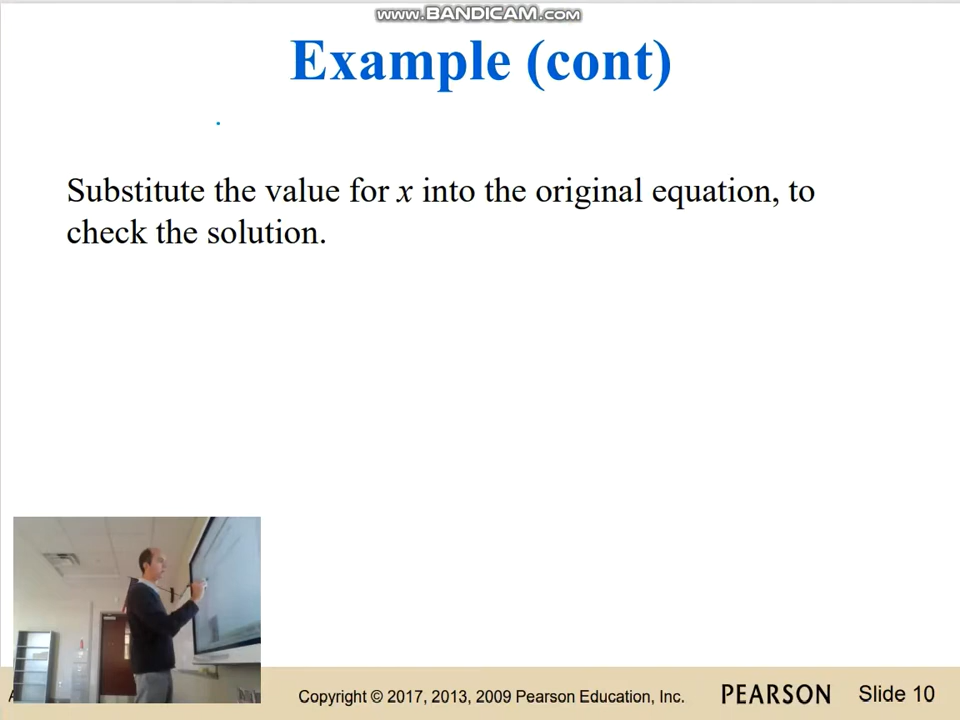 www.BANDICAM.com
Example (cont)
Substitute the value for x into the original equation, to
check the solution.
Copyright © 2017, 2013, 2009 Pearson Education, Inc.
PEARSON
Slide 10